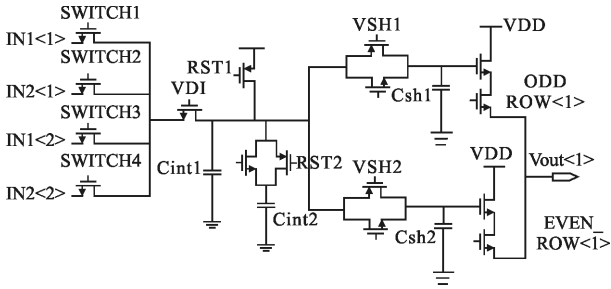 SWITCH1
IN1<1>
SWITCH2
IN2<1>
SWITCH3
IN1<2>
SWITCH4
IN2<2>
VDI
RST1
Cint1
RST2
Cint2
VSH1
Csh1
VDD
ODD
ROW<1>
VSH2
Csh2
VDD
Vout<1>
EVEN_
ROW<1>